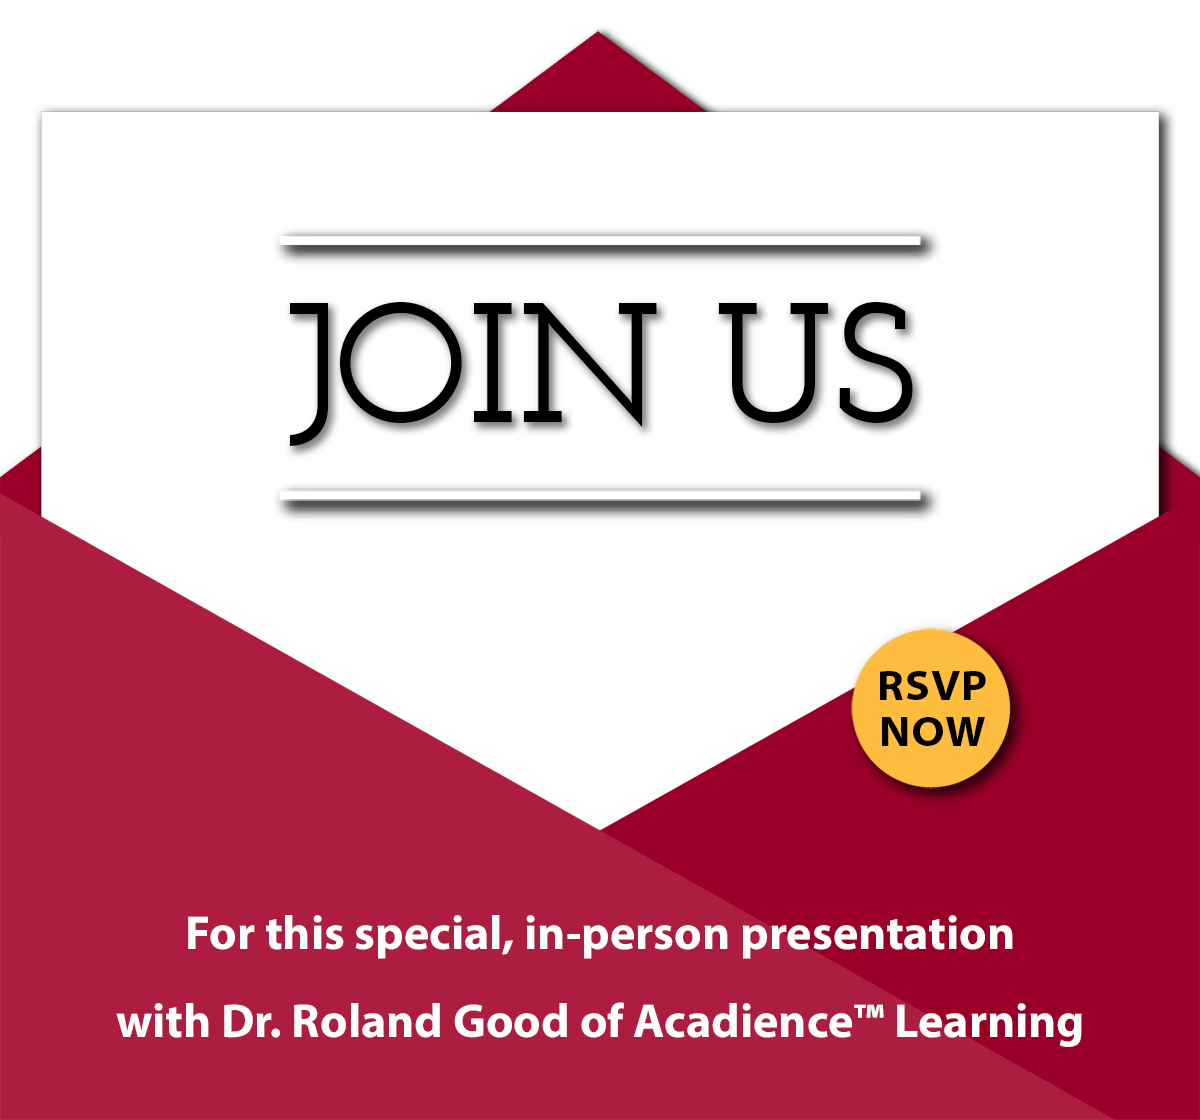 JOIN US
RSVP
NOW
For this special, in-person presentation
with Dr. Roland Good of Acadience™ Learning